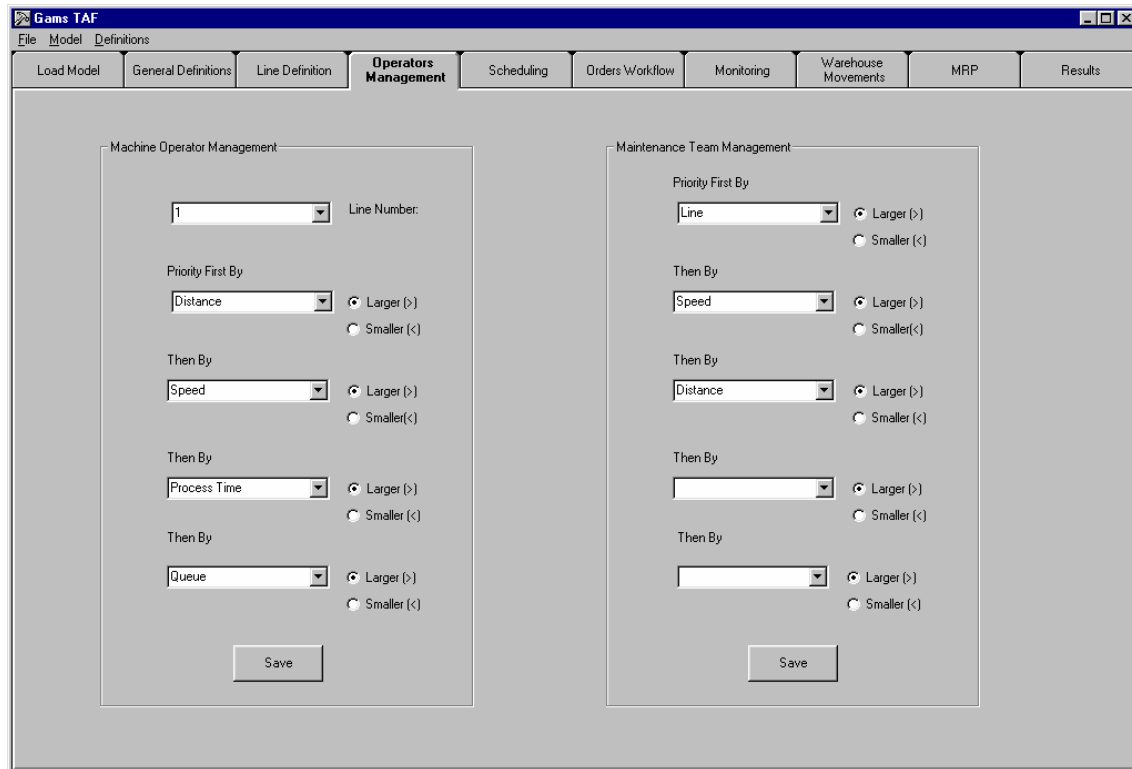 Gams TAF
File Model Definitions
Load Model
General Definitions
Line Definition
Operators
Management
Scheduling
Orders Workflow
Monitoring
Warehouse
Movements
MRP
Results
Machine Operator Management
1
Line Number:
Priority First By
Distance
Larger (>)
Smaller (<)
Then By
Speed
Larger (>)
Smaller(<)
Then By
Process Time
Larger (>)
Smaller (<)
Then By
Queue
Larger (>)
Smaller (<)
Save
Maintenance Team Management
Priority First By
Line
Larger (>)
Smaller (<)
Then By
Speed
Larger (>)
Smaller(<)
Then By
Distance
Larger (>)
Smaller (<)
Then By
Larger (>)
Smaller (<)
Then By
Larger (>)
Smaller (<)
Save